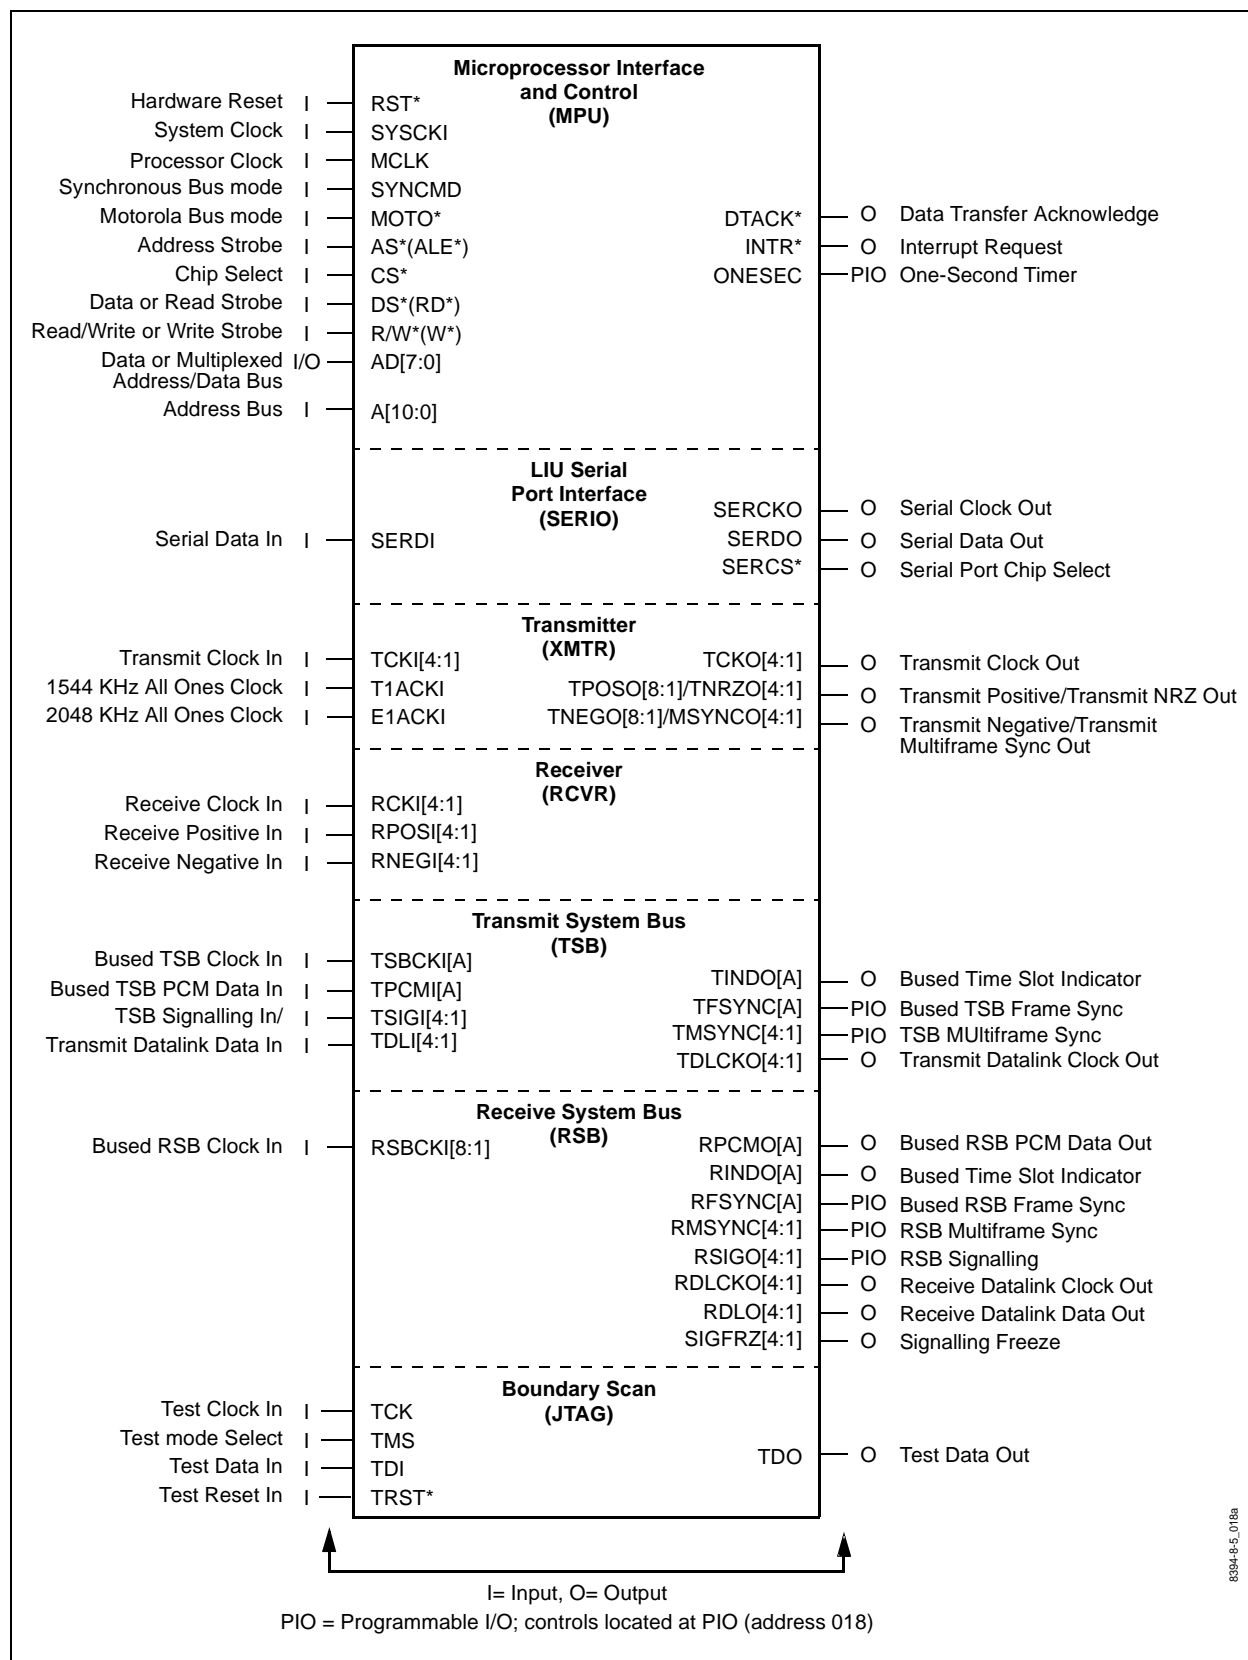 Microprocessor Interface
and Control
(MPU)
Hardware Reset I RST*
System Clock I SYSCKI
Processor Clock I MCLK
Synchronous Bus mode I SYNCMD
Motorola Bus mode I MOTO* DTACK* O Data Transfer Acknowledge
Address Strobe I AS*(ALE*) INTR* O Interrupt Request
Chip Select I CS* ONESEC PIO One-Second Timer
Data or Read Strobe I DS*(RD*)
Read/Write or Write Strobe I R/W*(W*)
Data or Multiplexed I/O AD[7:0]
Address/Data Bus
Address Bus I A[10:0]
LIU Serial
Port Interface
(SERIO)
SERCKO O Serial Clock Out
Serial Data In I SERDI SERDO O Serial Data Out
SERCS* O Serial Port Chip Select
Transmitter
(XMTR)
Transmit Clock In I TCKI[4:1] TCKO[4:1] O Transmit Clock Out
1544 KHz All Ones Clock I T1ACKI TPOSO[8:1]/TNRZO[4:1] O Transmit Positive/Transmit NRZ Out
2048 KHz All Ones Clock I E1ACKI TNEGO[8:1]/MSYNCO[4:1] O Transmit Negative/Transmit
Multiframe Sync Out
Receiver
(RCVR)
Receive Clock In I RCKI[4:1]
Receive Positive In I RPOSI[4:1]
Receive Negative In I RNEGI[4:1]
Transmit System Bus
(TSB)
Bused TSB Clock In I TSBCKI[A] TINDO[A] O Bused Time Slot Indicator
Bused TSB PCM Data In I TPCMI[A] TFSYNC[A] PIO Bused TSB Frame Sync
TSB Signalling In/ I TSIGI[4:1] TMSYNC[4:1] PIO TSB MUltiframe Sync
Transmit Datalink Data In I TDLI[4:1] TDLCKO[4:1] O Transmit Datalink Clock Out
Receive System Bus
(RSB)
Bused RSB Clock In I RSBCKI[8:1] RPCMO[A] O Bused RSB PCM Data Out
RINDO[A] O Bused Time Slot Indicator
RFSYNC[A] PIO Bused RSB Frame Sync
RMSYNC[4:1] PIO RSB Multiframe Sync
RSIGO[4:1] PIO RSB Signalling
RDLCKO[4:1] O Receive Datalink Clock Out
RDLO[4:1] O Receive Datalink Data Out
SIGFRZ[4:1] O Signalling Freeze
Boundary Scan
(JTAG)
Test Clock In I TCK
Test mode Select I TMS TDO O Test Data Out
Test Data In I TDI
Test Reset In I TRST*
I= Input, O= Output
PIO = Programmable I/O; controls located at PIO (address 018)
8394-8-5_018a